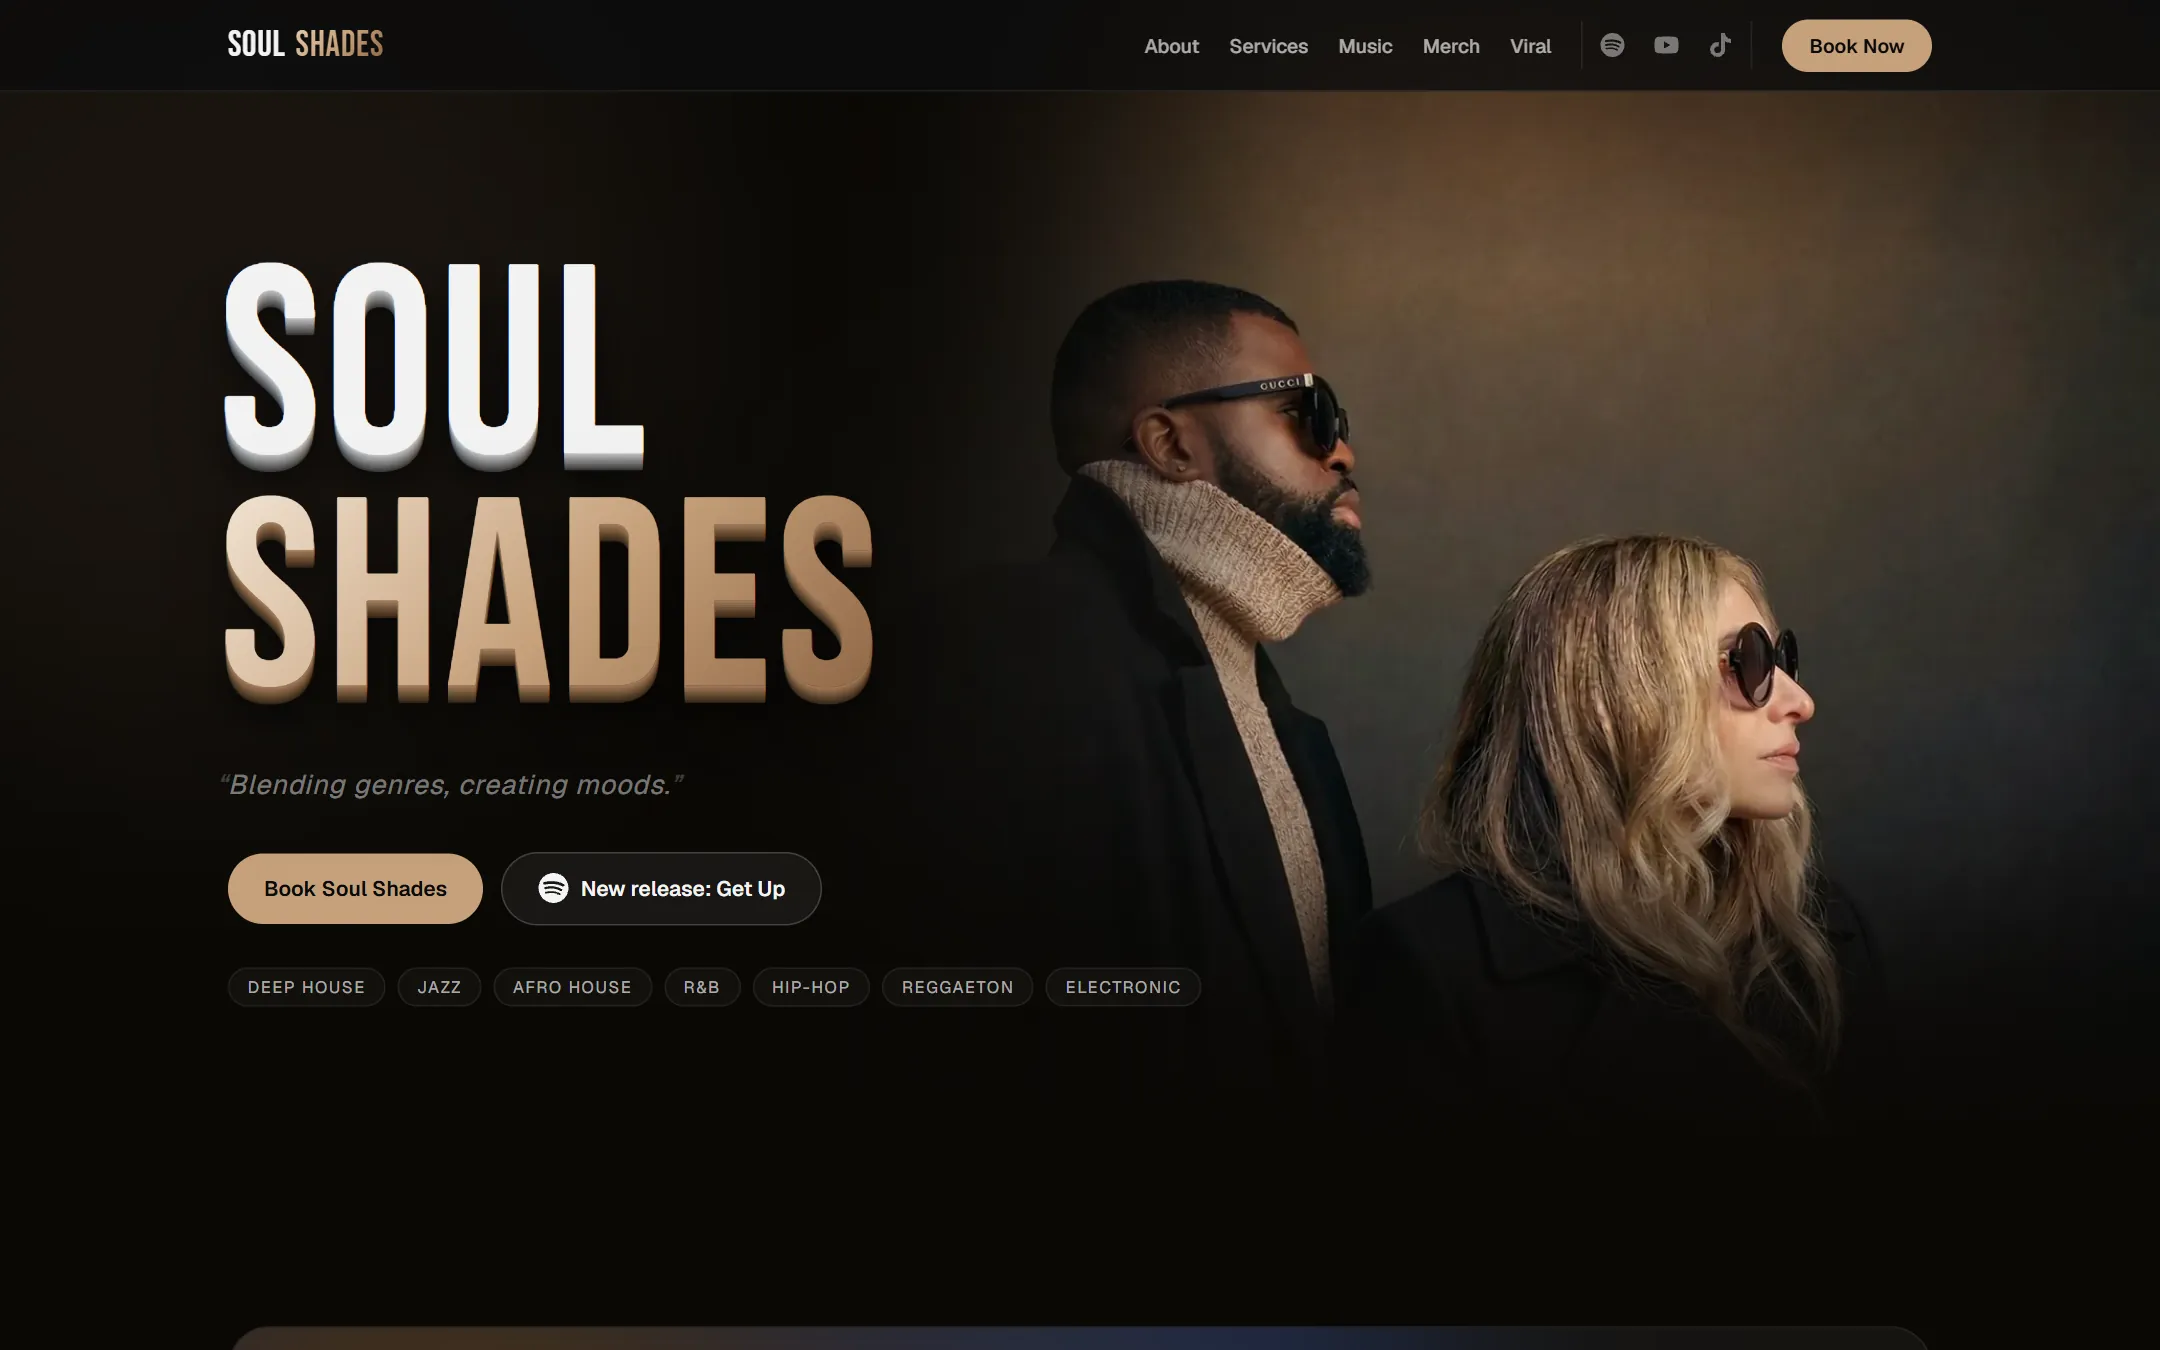 SOUL SHADES
About Services Music Merch Viral Book Now
GUCCI
SOUL
SHADES
“Blending genres, creating moods.”
Book Soul Shades
New release: Get Up
DEEP HOUSE JAZZ AFRO HOUSE R&B HIP-HOP REGGAETON ELECTRONIC